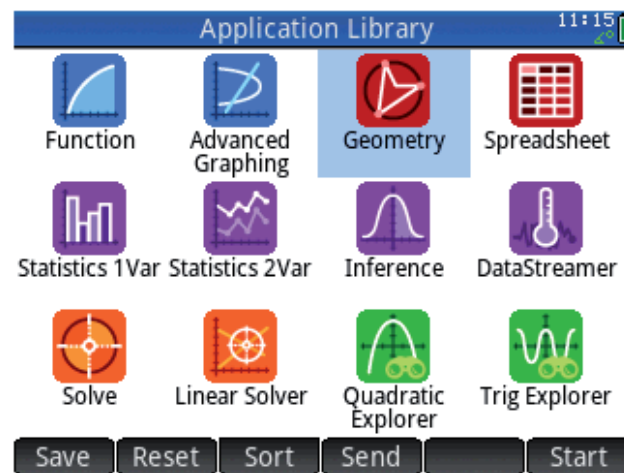 Application Library 11:15
Function Advanced Graphing Geometry Spreadsheet
Statistics 1Var Statistics 2Var Inference DataStreamer
Solve Linear Solver Quadratic Explorer Trig Explorer
Save Reset Sort Send Start